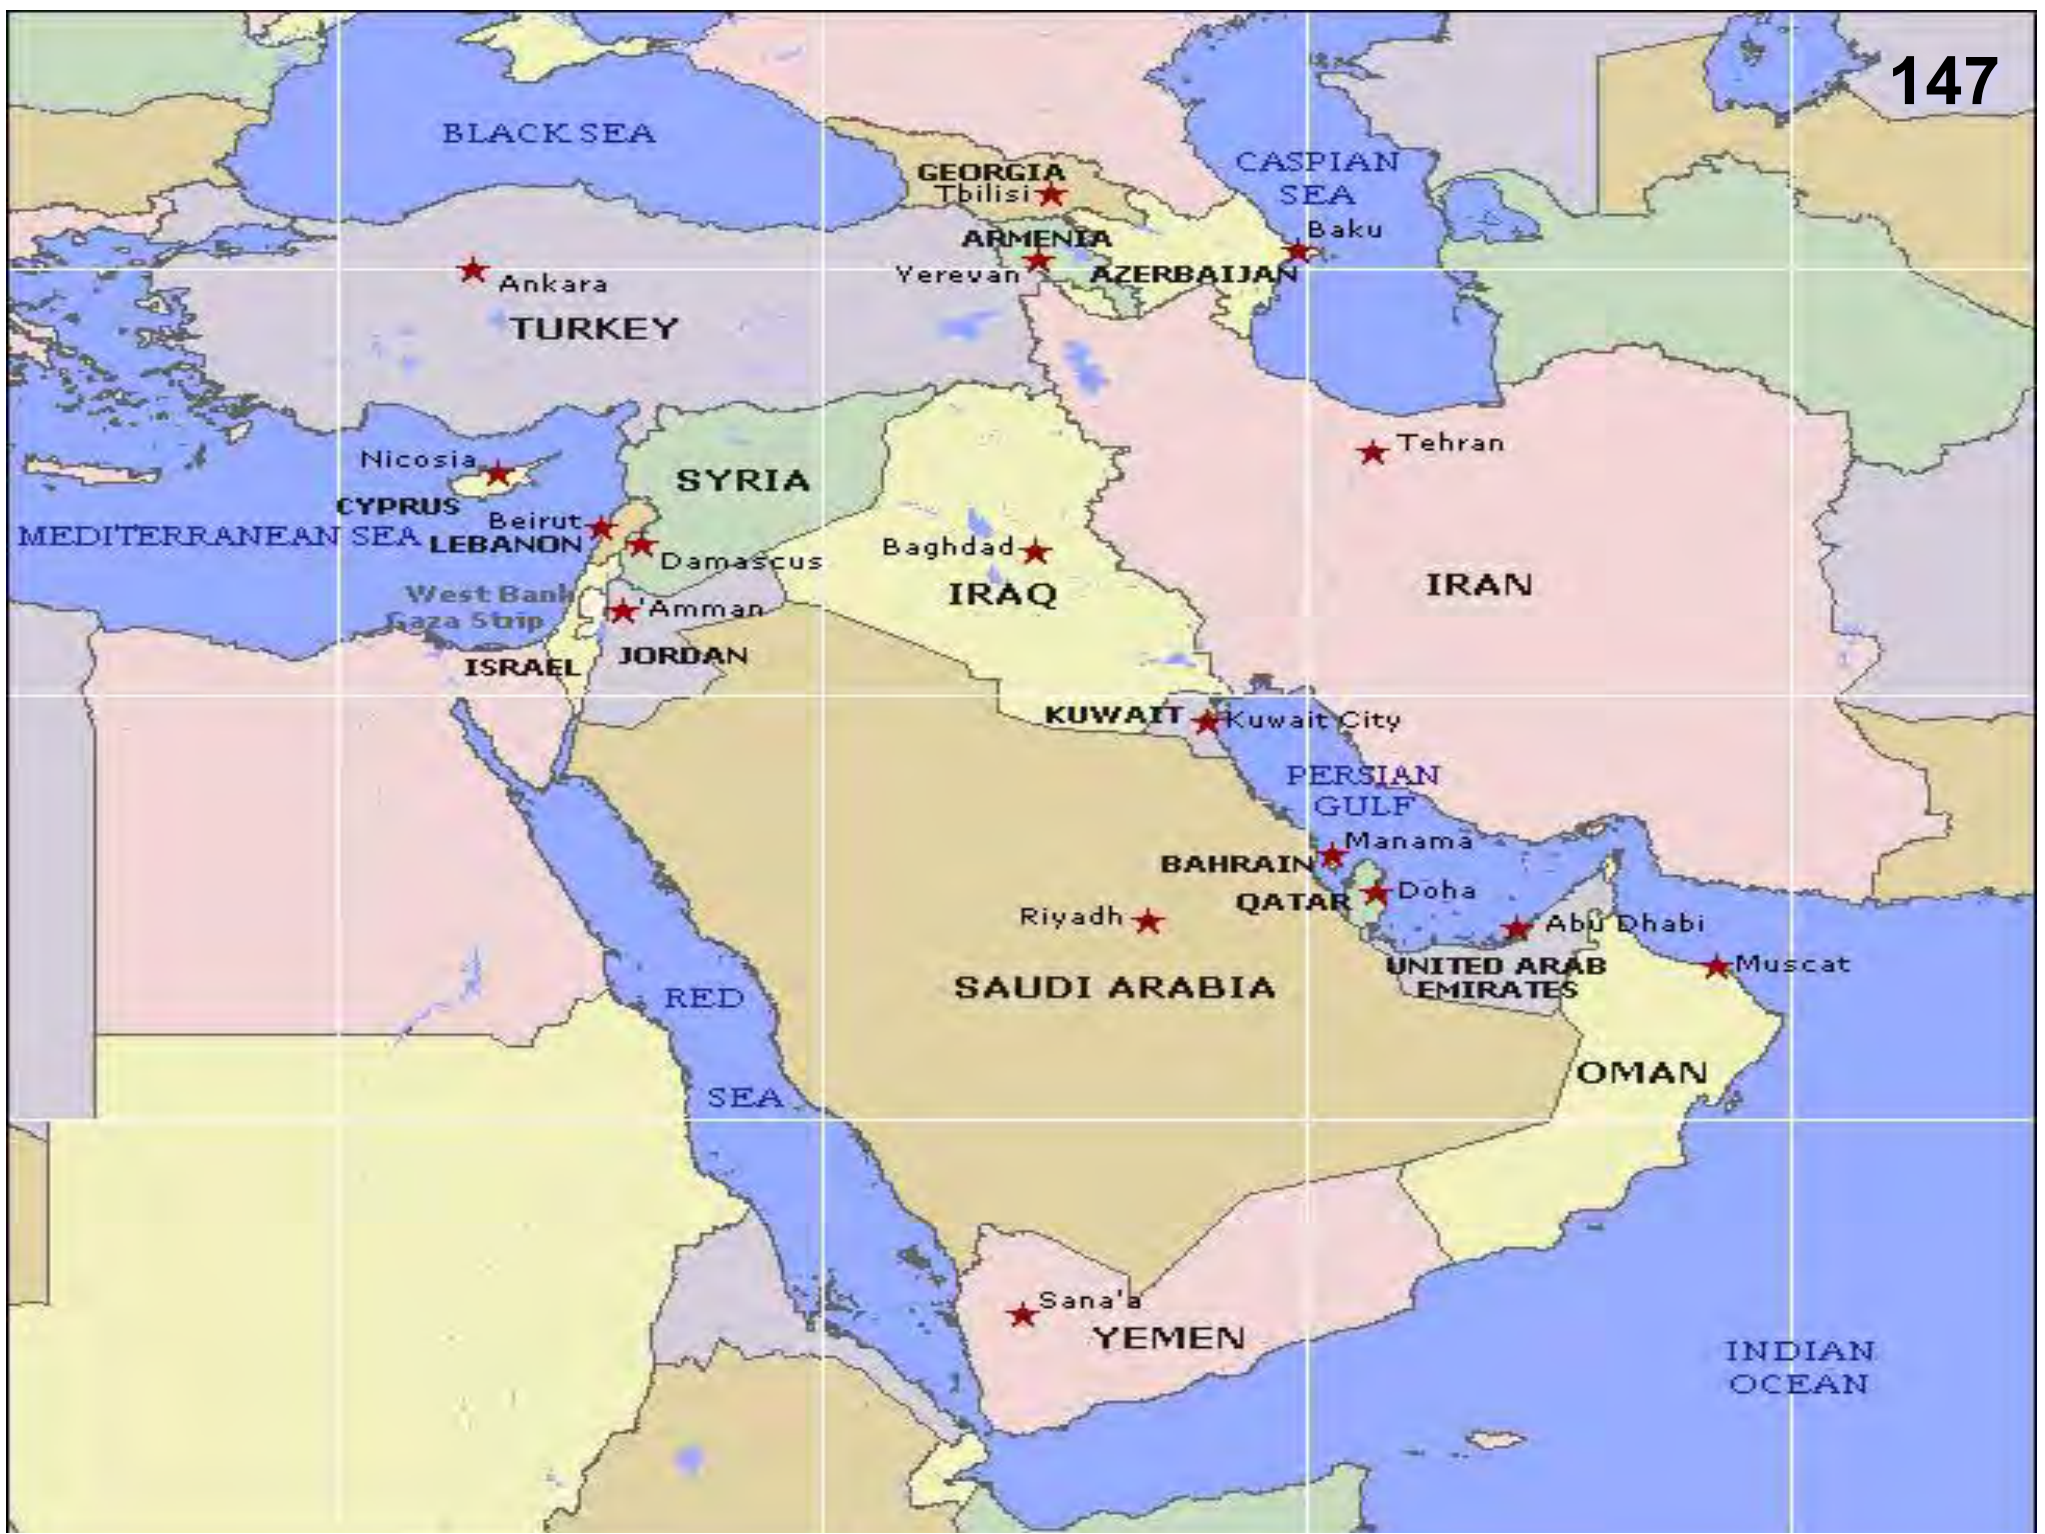 147
BLACK SEA
CASPIAN
SEA
GEORGIA
Tbilisi
Baku
ARMENIA
Yerevan
AZERBAIJAN
Ankara
TURKEY
Tehran
Nicosia
CYPRUS
SYRIA
MEDITERRANEAN SEA
Beirut
LEBANON
Damascus
Baghdad
IRAQ
IRAN
West Bank
Gaza Strip
'Amman
ISRAEL
JORDAN
KUWAIT
Kuwait City
PERSIAN
GULF
Manama
BAHRAIN
Doha
QATAR
Riyadh
Abu Dhabi
UNITED ARAB
EMIRATES
Muscat
SAUDI ARABIA
RED
SEA
OMAN
Sana'a
YEMEN
INDIAN
OCEAN